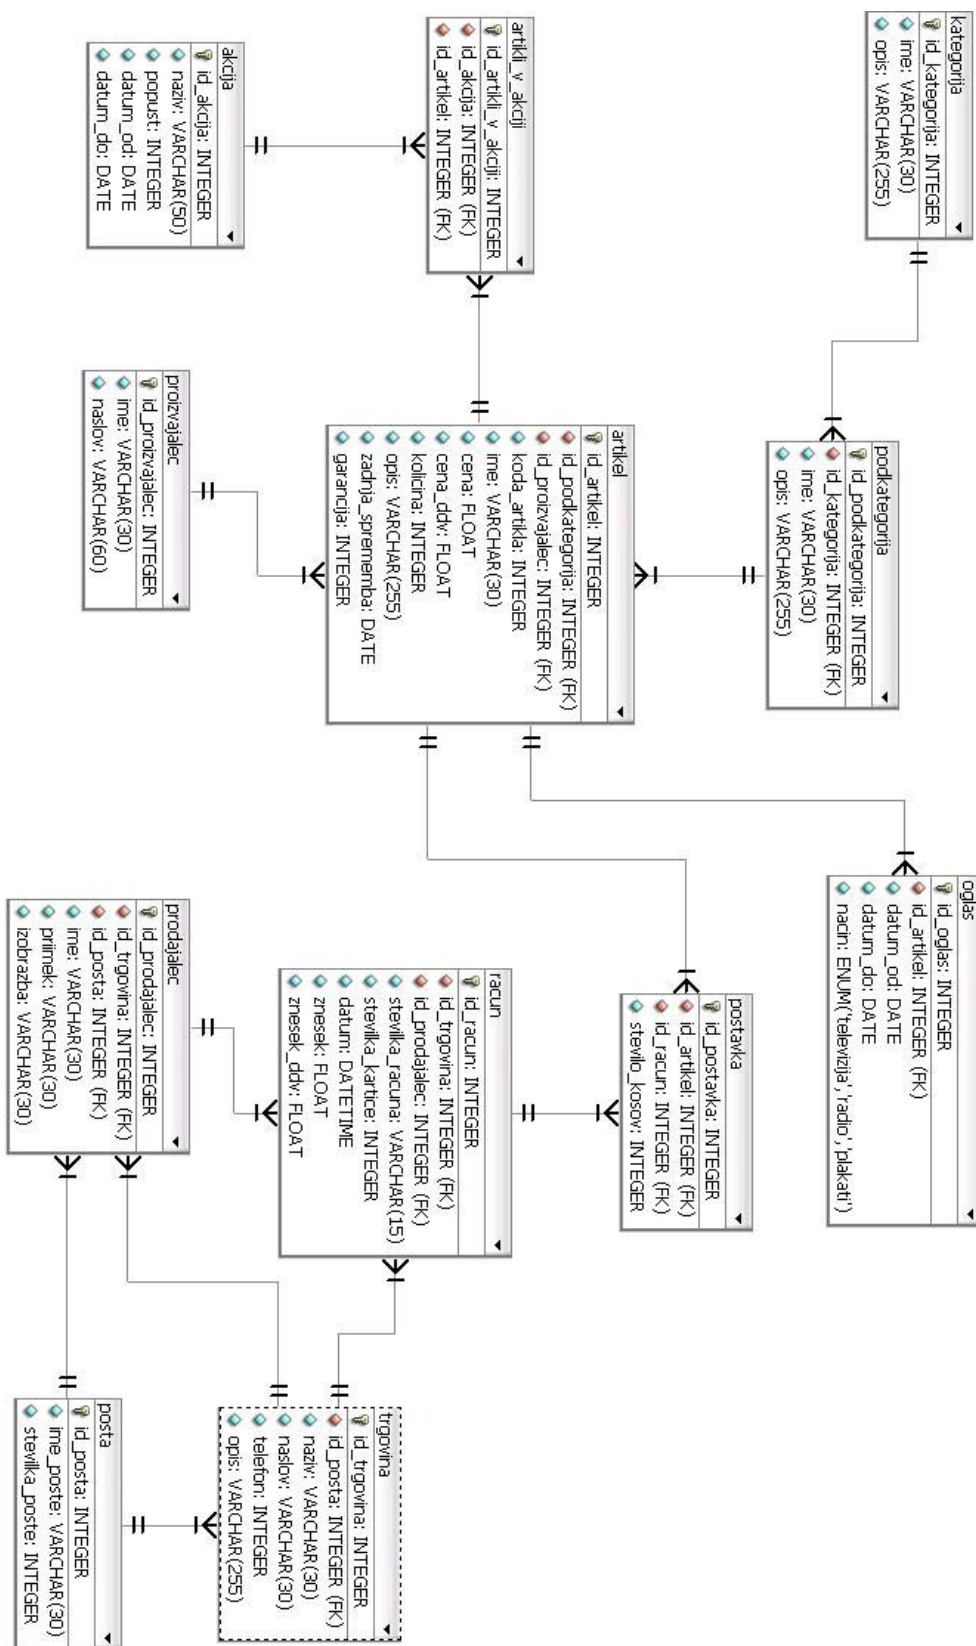 kategorija
id_kategorija: INTEGER
ime: VARCHAR(30)
opis: VARCHAR(255)
podkategorija
id_podkategorija: INTEGER
id_kategorija: INTEGER (FK)
ime: VARCHAR(30)
opis: VARCHAR(255)
oglas
id_oglas: INTEGER
id_artikel: INTEGER (FK)
datum_od: DATE
datum_do: DATE
nacin: ENUM('televizija','radio','plakati')
artikli_v_akciji
id_artikli_v_akciji: INTEGER
id_akcija: INTEGER (FK)
id_artikel: INTEGER (FK)
artikel
id_artikel: INTEGER
id_podkategorija: INTEGER (FK)
id_proizvajalec: INTEGER (FK)
koda_artikla: INTEGER
ime: VARCHAR(30)
cena: FLOAT
cena_ddv: FLOAT
kolicina: INTEGER
opis: VARCHAR(255)
zadnja_sprememba: DATE
garancija: INTEGER
postavka
id_postavka: INTEGER
id_artikel: INTEGER (FK)
id_racun: INTEGER (FK)
stevilo_kosov: INTEGER
akcija
id_akcija: INTEGER
naziv: VARCHAR(50)
popust: INTEGER
datum_od: DATE
datum_do: DATE
proizvajalec
id_proizvajalec: INTEGER
ime: VARCHAR(30)
naslov: VARCHAR(60)
racun
id_racun: INTEGER
id_trgovina: INTEGER (FK)
id_prodajalec: INTEGER (FK)
stevilka_racuna: VARCHAR(15)
stevilka_kartice: INTEGER
datum: DATETIME
znesek: FLOAT
znesek_ddv: FLOAT
trgovina
id_trgovina: INTEGER
id_posta: INTEGER (FK)
naziv: VARCHAR(30)
naslov: VARCHAR(30)
telefon: INTEGER
opis: VARCHAR(255)
prodajalec
id_prodajalec: INTEGER
id_trgovina: INTEGER (FK)
id_posta: INTEGER (FK)
ime: VARCHAR(30)
priimek: VARCHAR(30)
izobrazba: VARCHAR(30)
posta
id_posta: INTEGER
ime_poste: VARCHAR(30)
stevilka_poste: INTEGER